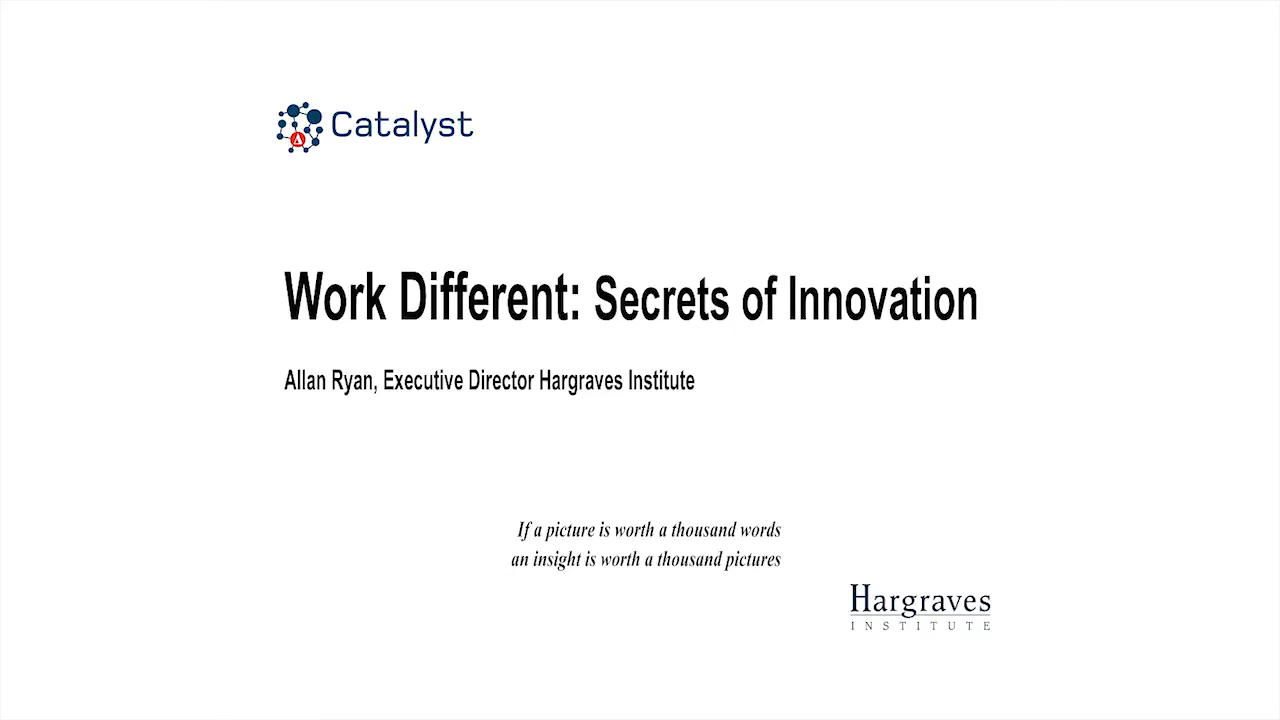 Catalyst
Work Different: Secrets of Innovation
Allan Ryan, Executive Director Hargraves Institute
If a picture is worth a thousand words
an insight is worth a thousand pictures
Hargraves
INSTITUTE